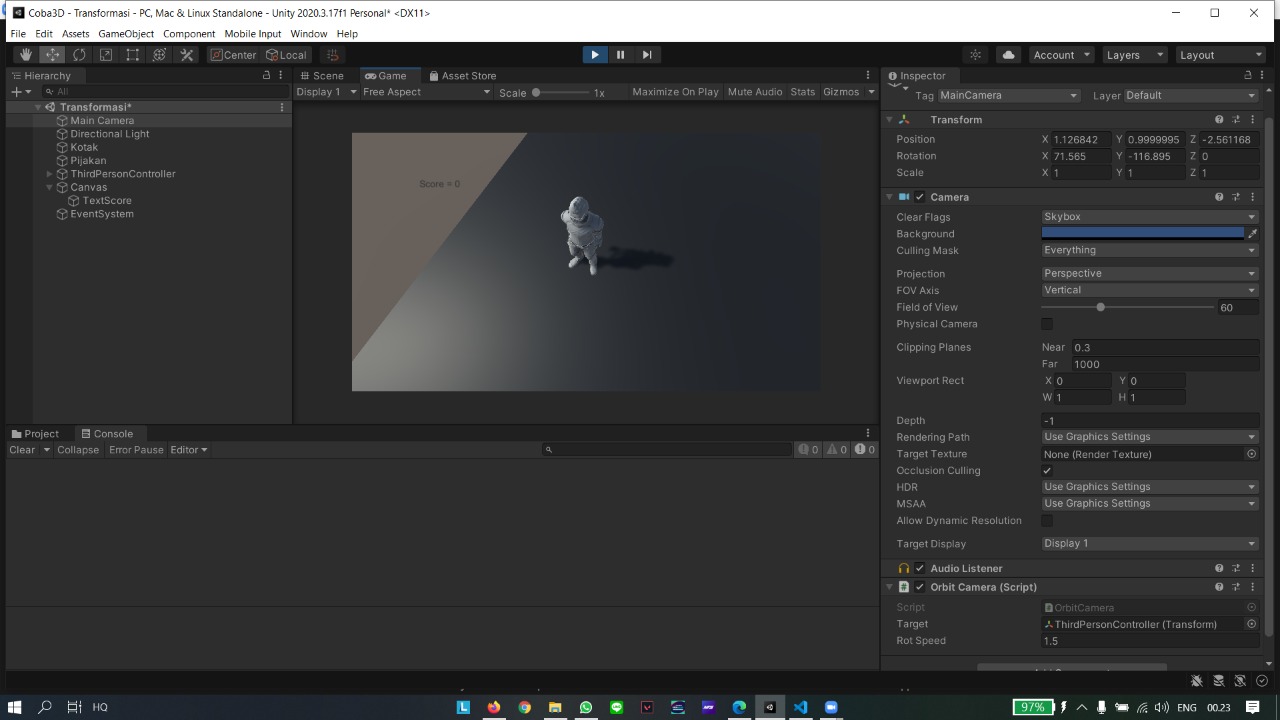 Coba3D - Transformasi - PC, Mac & Linux Standalone - Unity 2020.3.17f1 Personal* <DX11>
File Edit Assets GameObject Component Mobile Input Window Help
Center Local Account Layers Layout
Hierarchy
All
Transformasi*
Main Camera
Directional Light
Kotak
Pijakan
ThirdPersonController
Canvas
TextScore
EventSystem
Scene Game Asset Store
Display 1 Free Aspect Scale 1x Maximize On Play Mute Audio Stats Gizmos
Score = 0
Project Console
Clear Collapse Error Pause Editor 0 0 0
Inspector
Tag MainCamera Layer Default
Transform
Position X 1.126842 Y 0.9999995 Z -2.561168
Rotation X 71.565 Y -116.895 Z 0
Scale X 1 Y 1 Z 1
Camera
Clear Flags Skybox
Background
Culling Mask Everything
Projection Perspective
FOV Axis Vertical
Field of View 60
Physical Camera
Clipping Planes Near 0.3
Far 1000
Viewport Rect X 0 Y 0
W 1 H 1
Depth -1
Rendering Path Use Graphics Settings
Target Texture None (Render Texture)
Occlusion Culling
HDR Use Graphics Settings
MSAA Use Graphics Settings
Allow Dynamic Resolution
Target Display Display 1
Audio Listener
Orbit Camera (Script)
Script OrbitCamera
Target ThirdPersonController (Transform)
Rot Speed 1.5
HQ 97% ENG 00.23